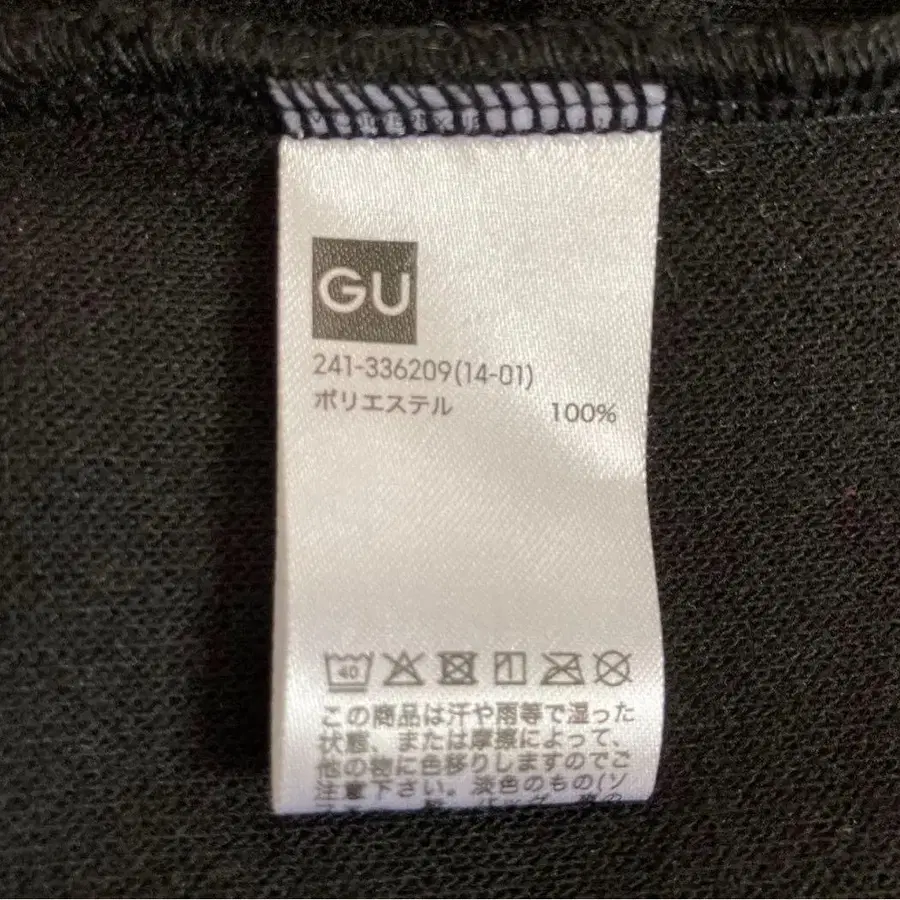 GU
241-336209(14-01)
ポリエステル 100%
40
この商品は汗や雨等で湿った
状態、または摩擦によって、
他の物に色移りしますのでご
注意下さい。淡色のもの(ソ